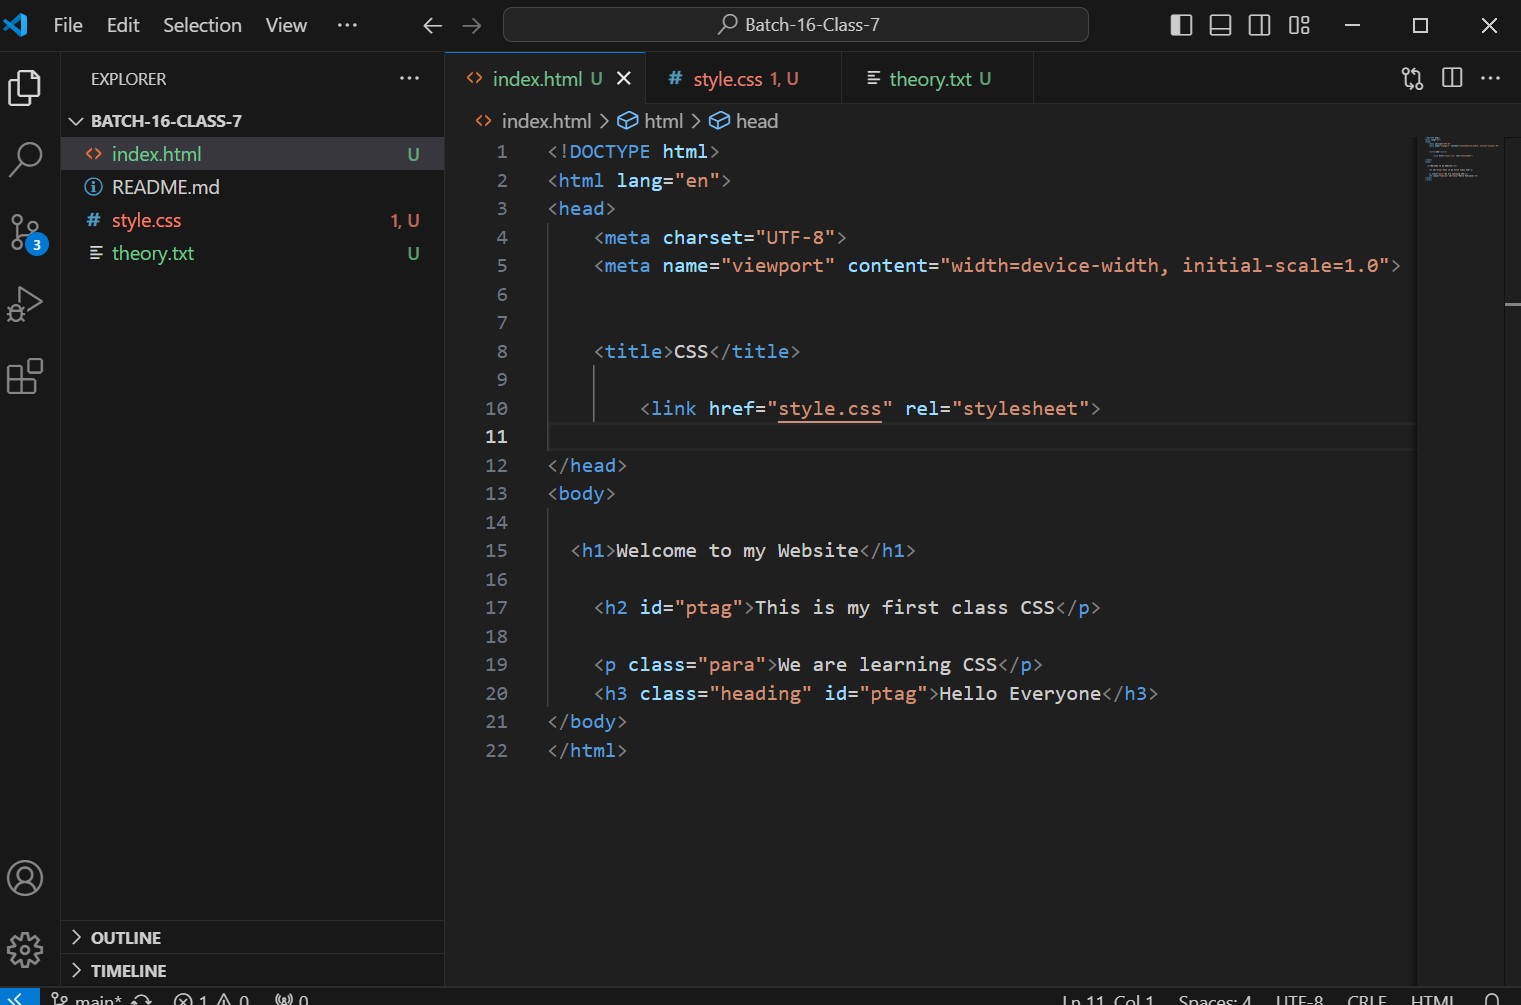 File Edit Selection View ··· Batch-16-Class-7
EXPLORER ···
BATCH-16-CLASS-7
index.html U
README.md
style.css 1, U
theory.txt U
3
OUTLINE
TIMELINE
index.html U style.css 1, U theory.txt U
index.html > html > head
1 <!DOCTYPE html>
2 <html lang="en">
3 <head>
4 <meta charset="UTF-8">
5 <meta name="viewport" content="width=device-width, initial-scale=1.0">
6
7
8 <title>CSS</title>
9
10 <link href="style.css" rel="stylesheet">
11
12 </head>
13 <body>
14
15 <h1>Welcome to my Website</h1>
16
17 <h2 id="ptag">This is my first class CSS</p>
18
19 <p class="para">We are learning CSS</p>
20 <h3 class="heading" id="ptag">Hello Everyone</h3>
21 </body>
22 </html>
main* 1 0 0 Ln 11, Col 1 Spaces: 4 UTF-8 CRLF HTML